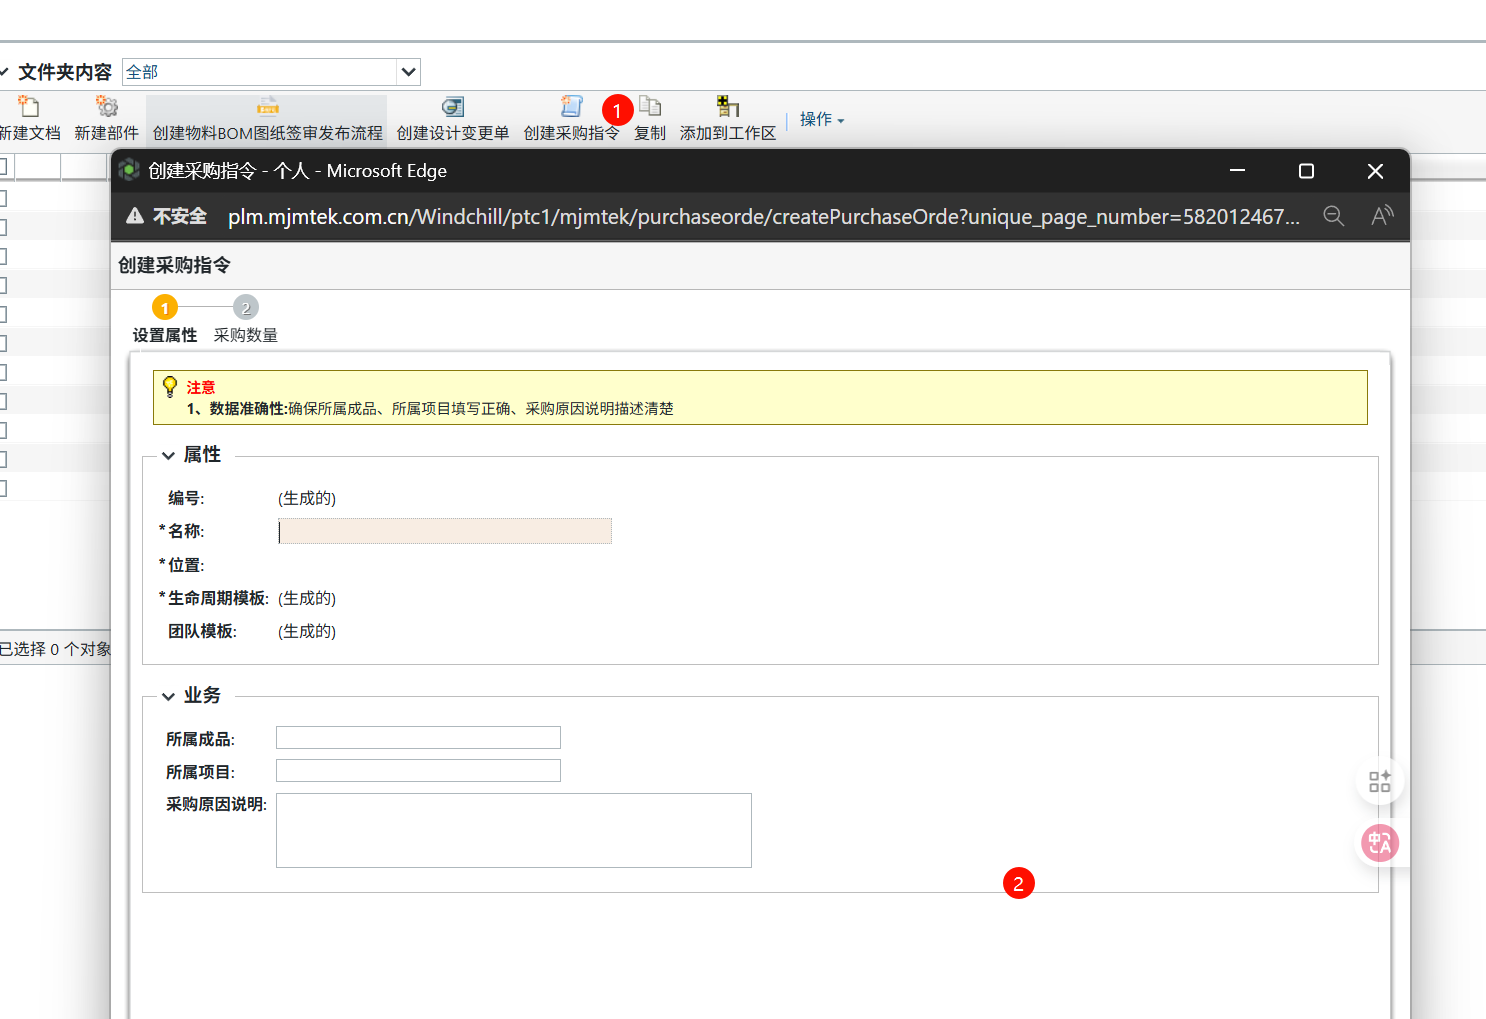 文件夹内容 全部
新建文档 新建部件 创建物料BOM图纸签审发布流程 创建设计变更单 创建采购指令 1 复制 添加到工作区 操作
创建采购指令 - 个人 - Microsoft Edge
不安全 plm.mjmtek.com.cn/Windchill/ptc1/mjmtek/purchaseorde/createPurchaseOrde?unique_page_number=582012467...
创建采购指令
1 2
设置属性 采购数量
注意
1、数据准确性:确保所属成品、所属项目填写正确、采购原因说明描述清楚
属性
编号: (生成的)
*名称:
*位置:
*生命周期模板: (生成的)
团队模板: (生成的)
已选择 0 个对象
业务
所属成品:
所属项目:
采购原因说明:
2